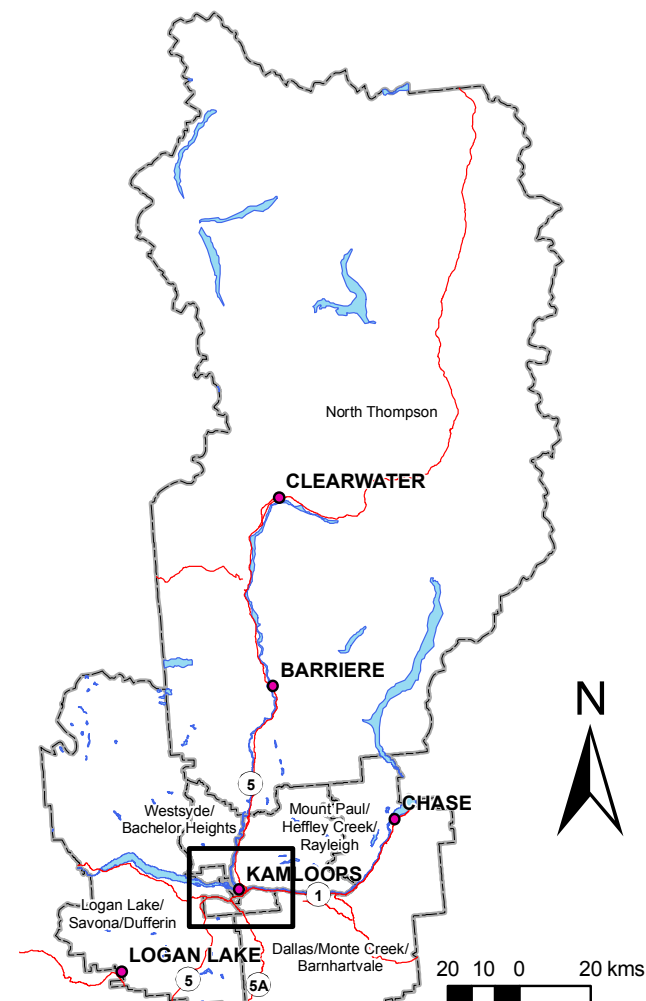 North Thompson
CLEARWATER
BARRIERE
N
5
CHASE
Westsyde/
Bachelor Heights
Mount Paul/
Heffley Creek/
Rayleigh
KAMLOOPS
1
Logan Lake/
Savona/Dufferin
LOGAN LAKE
Dallas/Monte Creek/
Barnhartvale
5
5A
20 10 0 20 kms